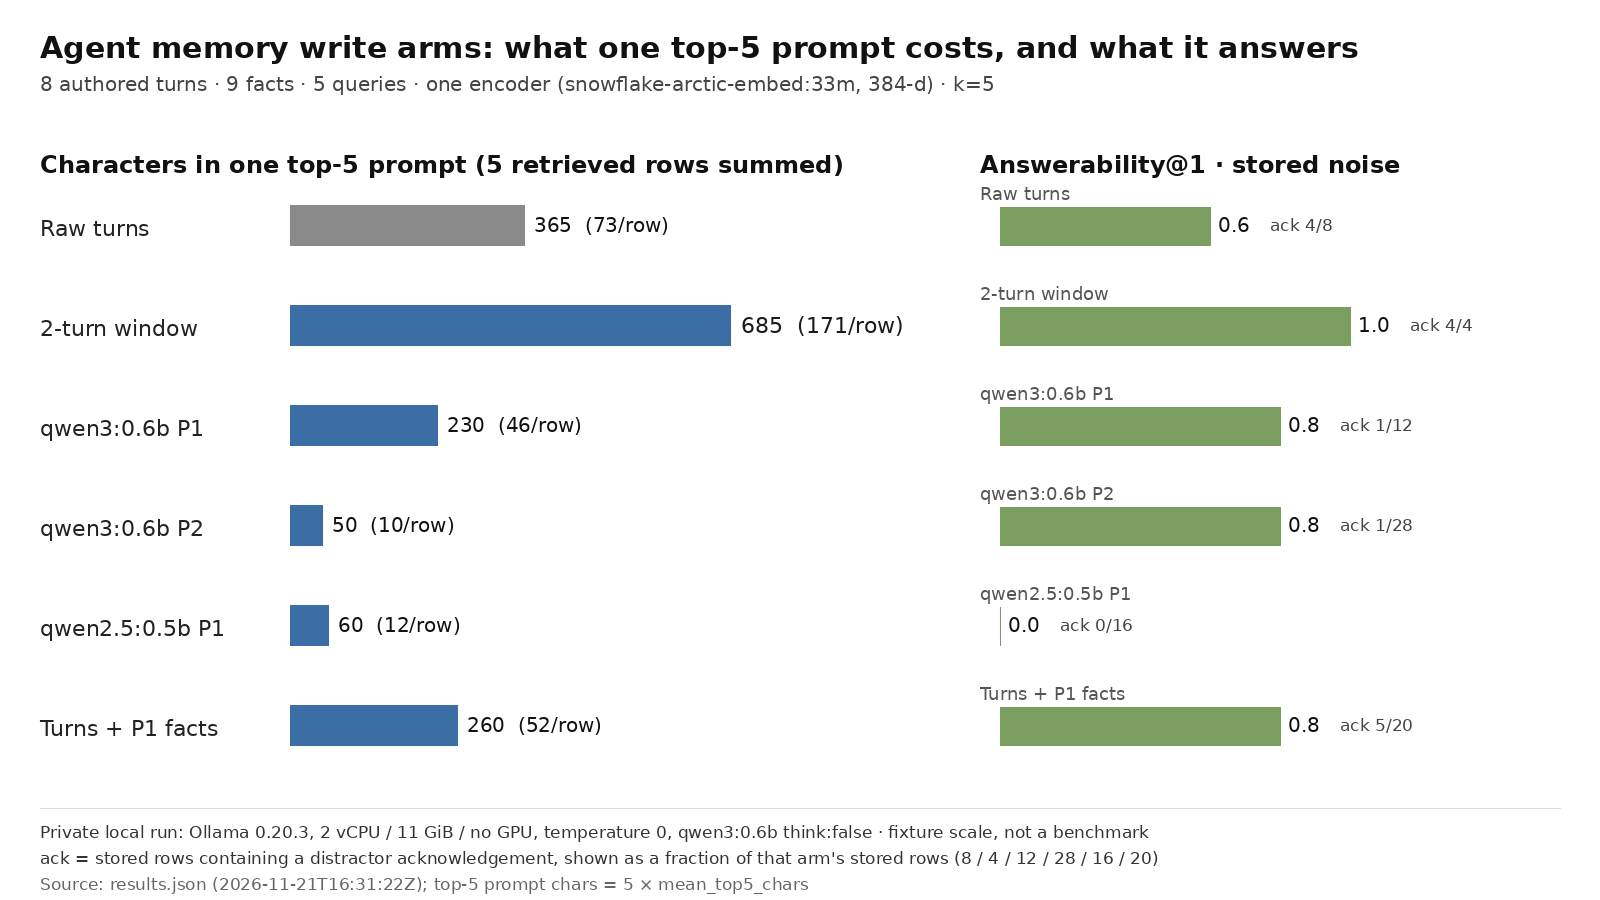 Agent memory write arms: what one top-5 prompt costs, and what it answers
8 authored turns · 9 facts · 5 queries · one encoder (snowflake-arctic-embed:33m, 384-d) · k=5
Characters in one top-5 prompt (5 retrieved rows summed)
Raw turns
365 (73/row)
2-turn window
685 (171/row)
qwen3:0.6b P1
230 (46/row)
qwen3:0.6b P2
50 (10/row)
qwen2.5:0.5b P1
60 (12/row)
Turns + P1 facts
260 (52/row)
Answerability@1 · stored noise
Raw turns
0.6 ack 4/8
2-turn window
1.0 ack 4/4
qwen3:0.6b P1
0.8 ack 1/12
qwen3:0.6b P2
0.8 ack 1/28
qwen2.5:0.5b P1
0.0 ack 0/16
Turns + P1 facts
0.8 ack 5/20
Private local run: Ollama 0.20.3, 2 vCPU / 11 GiB / no GPU, temperature 0, qwen3:0.6b think:false · fixture scale, not a benchmark
ack = stored rows containing a distractor acknowledgement, shown as a fraction of that arm's stored rows (8 / 4 / 12 / 28 / 16 / 20)
Source: results.json (2026-11-21T16:31:22Z); top-5 prompt chars = 5 × mean_top5_chars